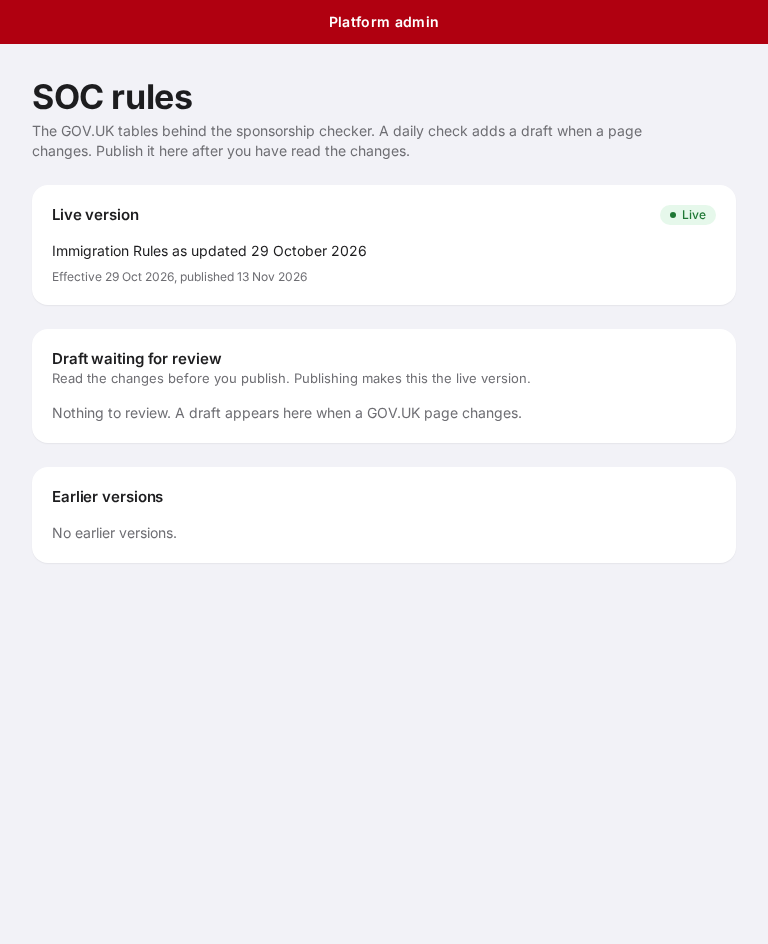 Platform admin
SOC rules
The GOV.UK tables behind the sponsorship checker. A daily check adds a draft when a page
changes. Publish it here after you have read the changes.
Live version
Live
Immigration Rules as updated 29 October 2026
Effective 29 Oct 2026, published 13 Nov 2026
Draft waiting for review
Read the changes before you publish. Publishing makes this the live version.
Nothing to review. A draft appears here when a GOV.UK page changes.
Earlier versions
No earlier versions.